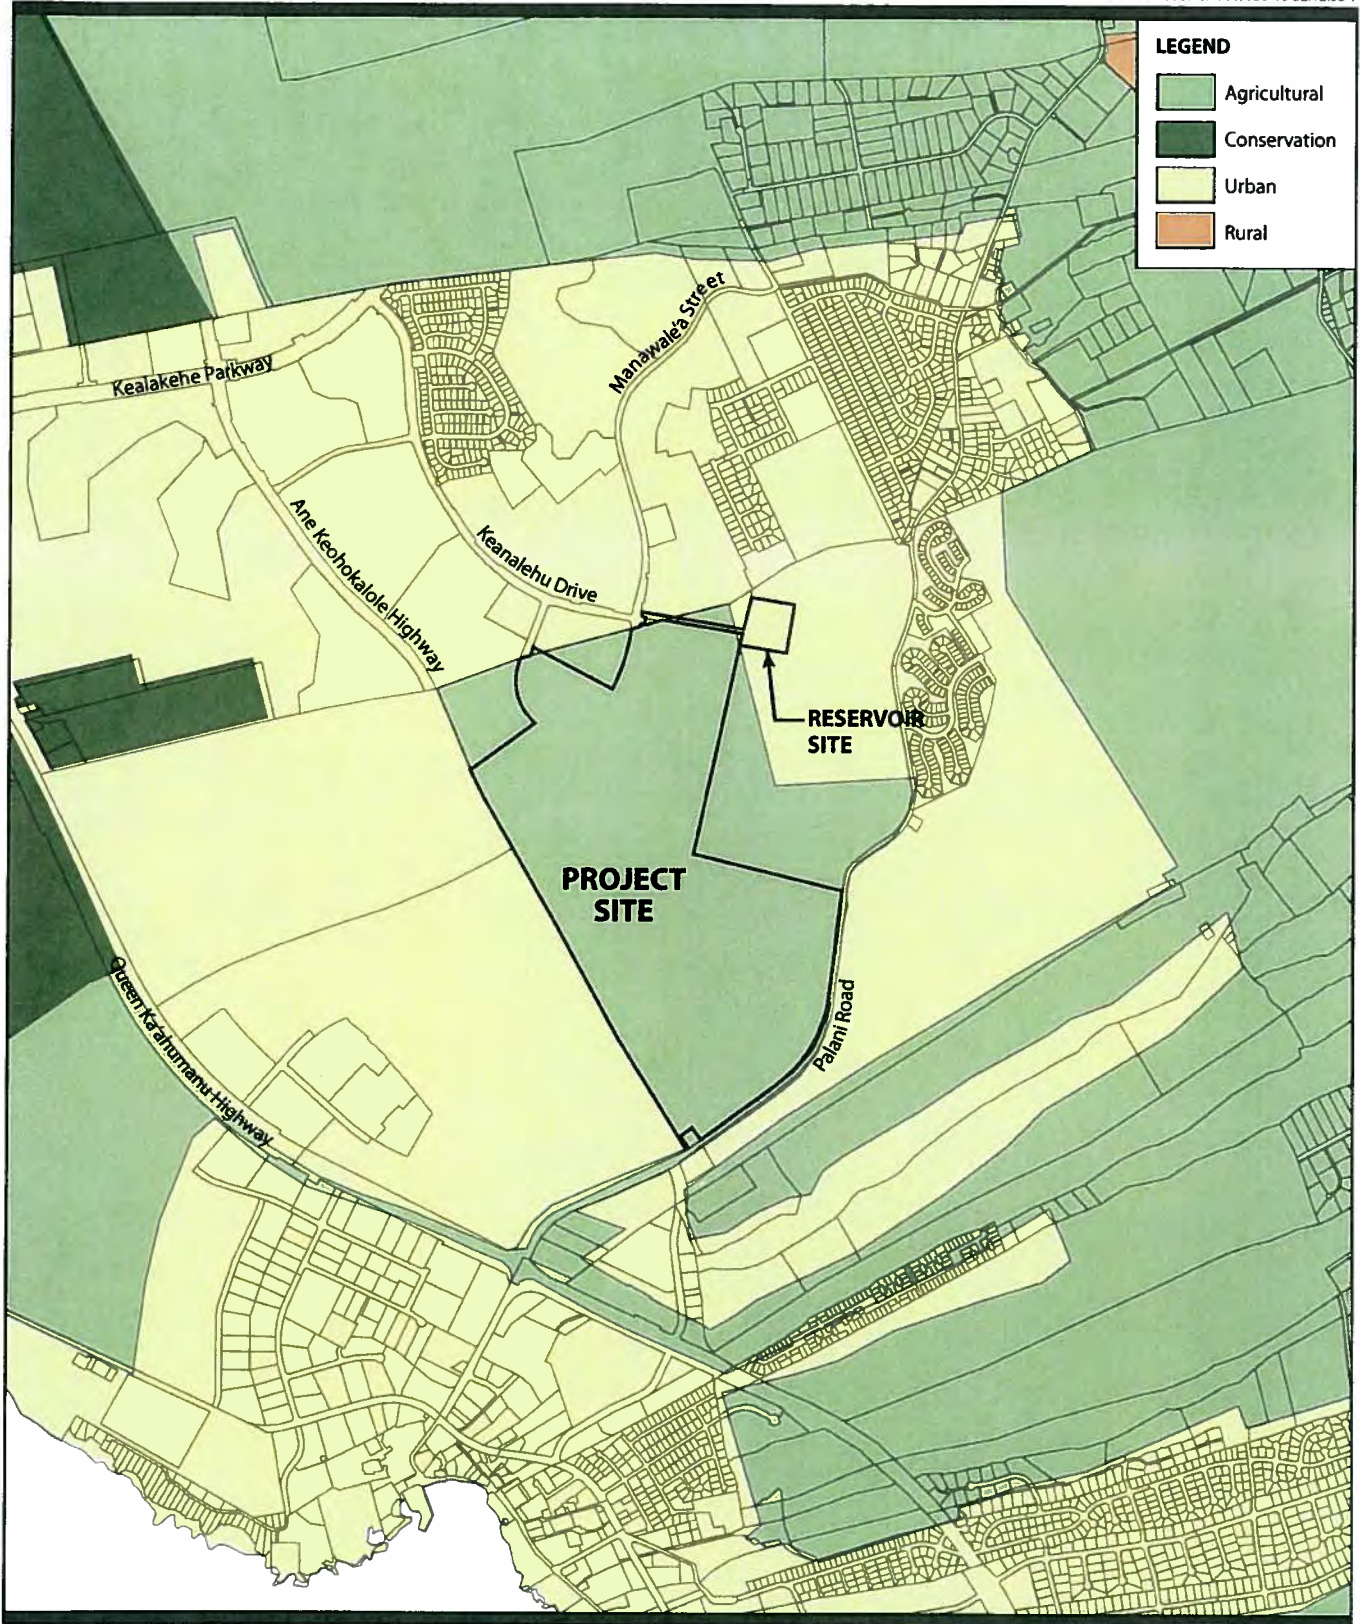 LEGEND
Agricultural
Conservation
Urban
Rural
Manawale'a Street
Kealakehe Parkway
Ane Keohokalole Highway
Keanalehu Drive
RESERVOIR
SITE
PROJECT
SITE
Queen Ka'ahumanu Highway
Palani Road